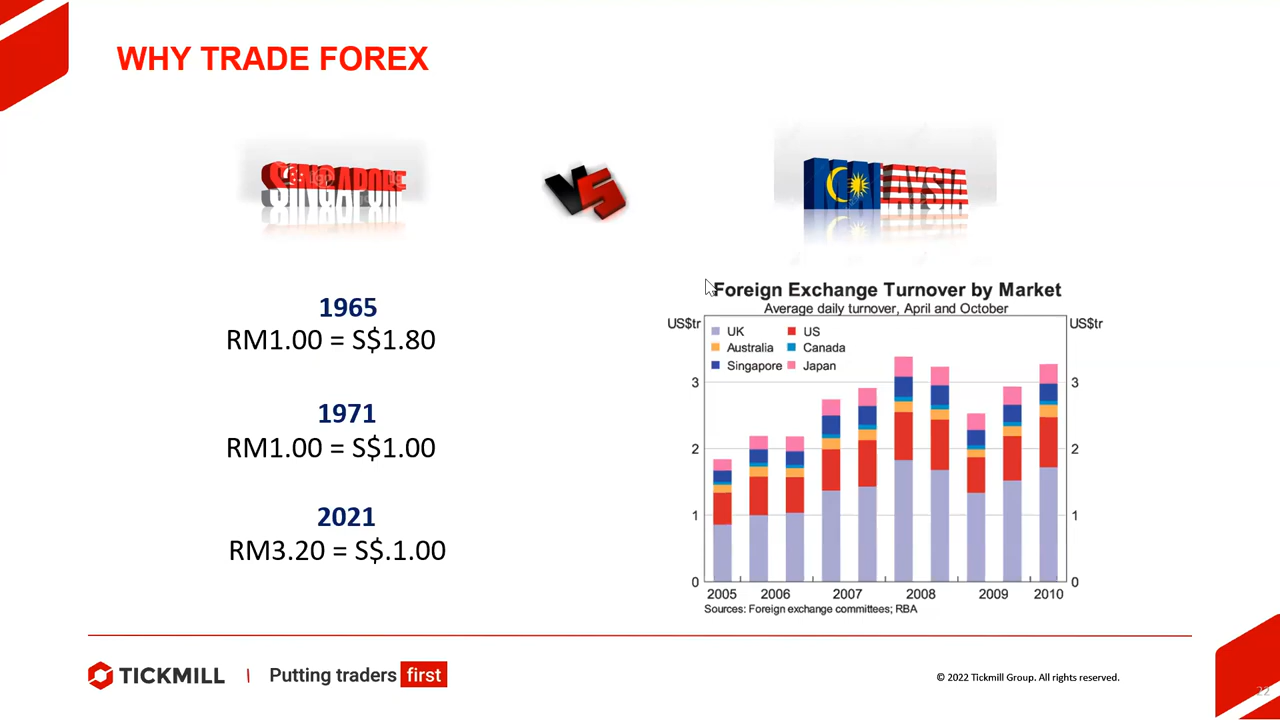 WHY TRADE FOREX
SINGAPORE
VS
MALAYSIA
1965
RM1.00 = S$1.80
1971
RM1.00 = S$1.00
2021
RM3.20 = S$.1.00
Foreign Exchange Turnover by Market
Average daily turnover, April and October
US$tr
US$tr
UK
US
Australia
Canada
Singapore
Japan
3
3
2
2
1
1
0
0
2005 2006 2007 2008 2009 2010
Sources: Foreign exchange committees; RBA
TICKMILL | Putting traders first
© 2022 Tickmill Group. All rights reserved.
22